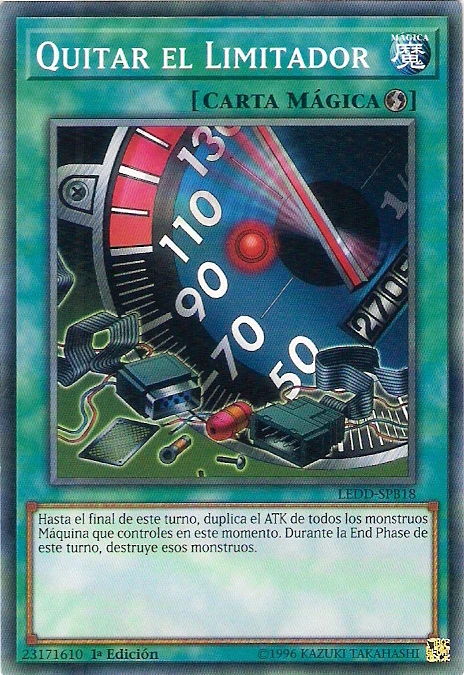 QUITAR EL LIMITADOR
MÁGICA
魔
[CARTA MÁGICA]
130
110
90
70
50
1/
2705
LEDD-SPB18
Hasta el final de este turno, duplica el ATK de todos los monstruos
Máquina que controles en este momento. Durante la End Phase de
este turno, destruye esos monstruos.
23171610 1ª Edición ©1996 KAZUKI TAKAHASHI